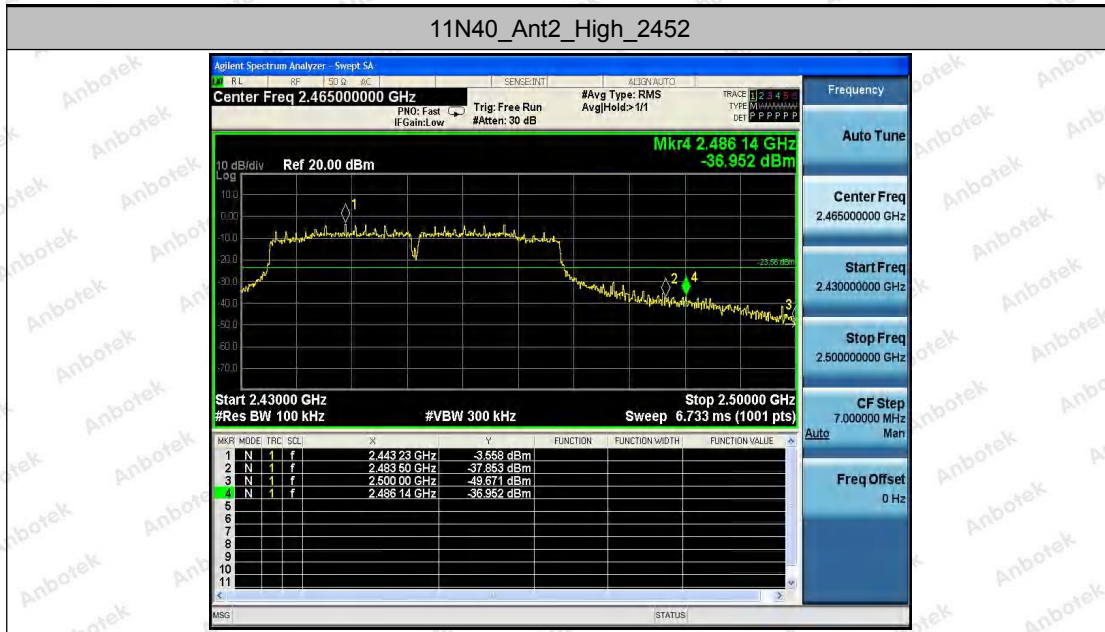 11N40_Ant2_High_2452
Agilent Spectrum Analyzer - Swept SA
RL RF 50 Ω AC SENSE:INT ALIGN AUTO
Center Freq 2.465000000 GHz
PNO: Fast
IFGain:Low
Trig: Free Run
#Atten: 30 dB
#Avg Type: RMS
Avg|Hold:>1/1
TRACE 1 2 3 4 5 6
TYPE M
DET P P P P P P
Mkr4 2.486 14 GHz
-36.952 dBm
10 dB/div Ref 20.00 dBm
Log
10.0
0.00
-10.0
-20.0
-30.0
-40.0
-50.0
-60.0
-70.0
1
2
4
3
-23.56 dBm
Start 2.43000 GHz Stop 2.50000 GHz
#Res BW 100 kHz #VBW 300 kHz Sweep 6.733 ms (1001 pts)
MKR MODE TRC SCL X Y FUNCTION FUNCTION WIDTH FUNCTION VALUE
1 N 1 f 2.443 23 GHz -3.558 dBm
2 N 1 f 2.483 50 GHz -37.853 dBm
3 N 1 f 2.500 00 GHz -49.671 dBm
4 N 1 f 2.486 14 GHz -36.952 dBm
5
6
7
8
9
10
11
MSG STATUS
Frequency
Auto Tune
Center Freq
2.465000000 GHz
Start Freq
2.430000000 GHz
Stop Freq
2.500000000 GHz
CF Step
7.000000 MHz
Auto Man
Freq Offset
0 Hz
Anbotek